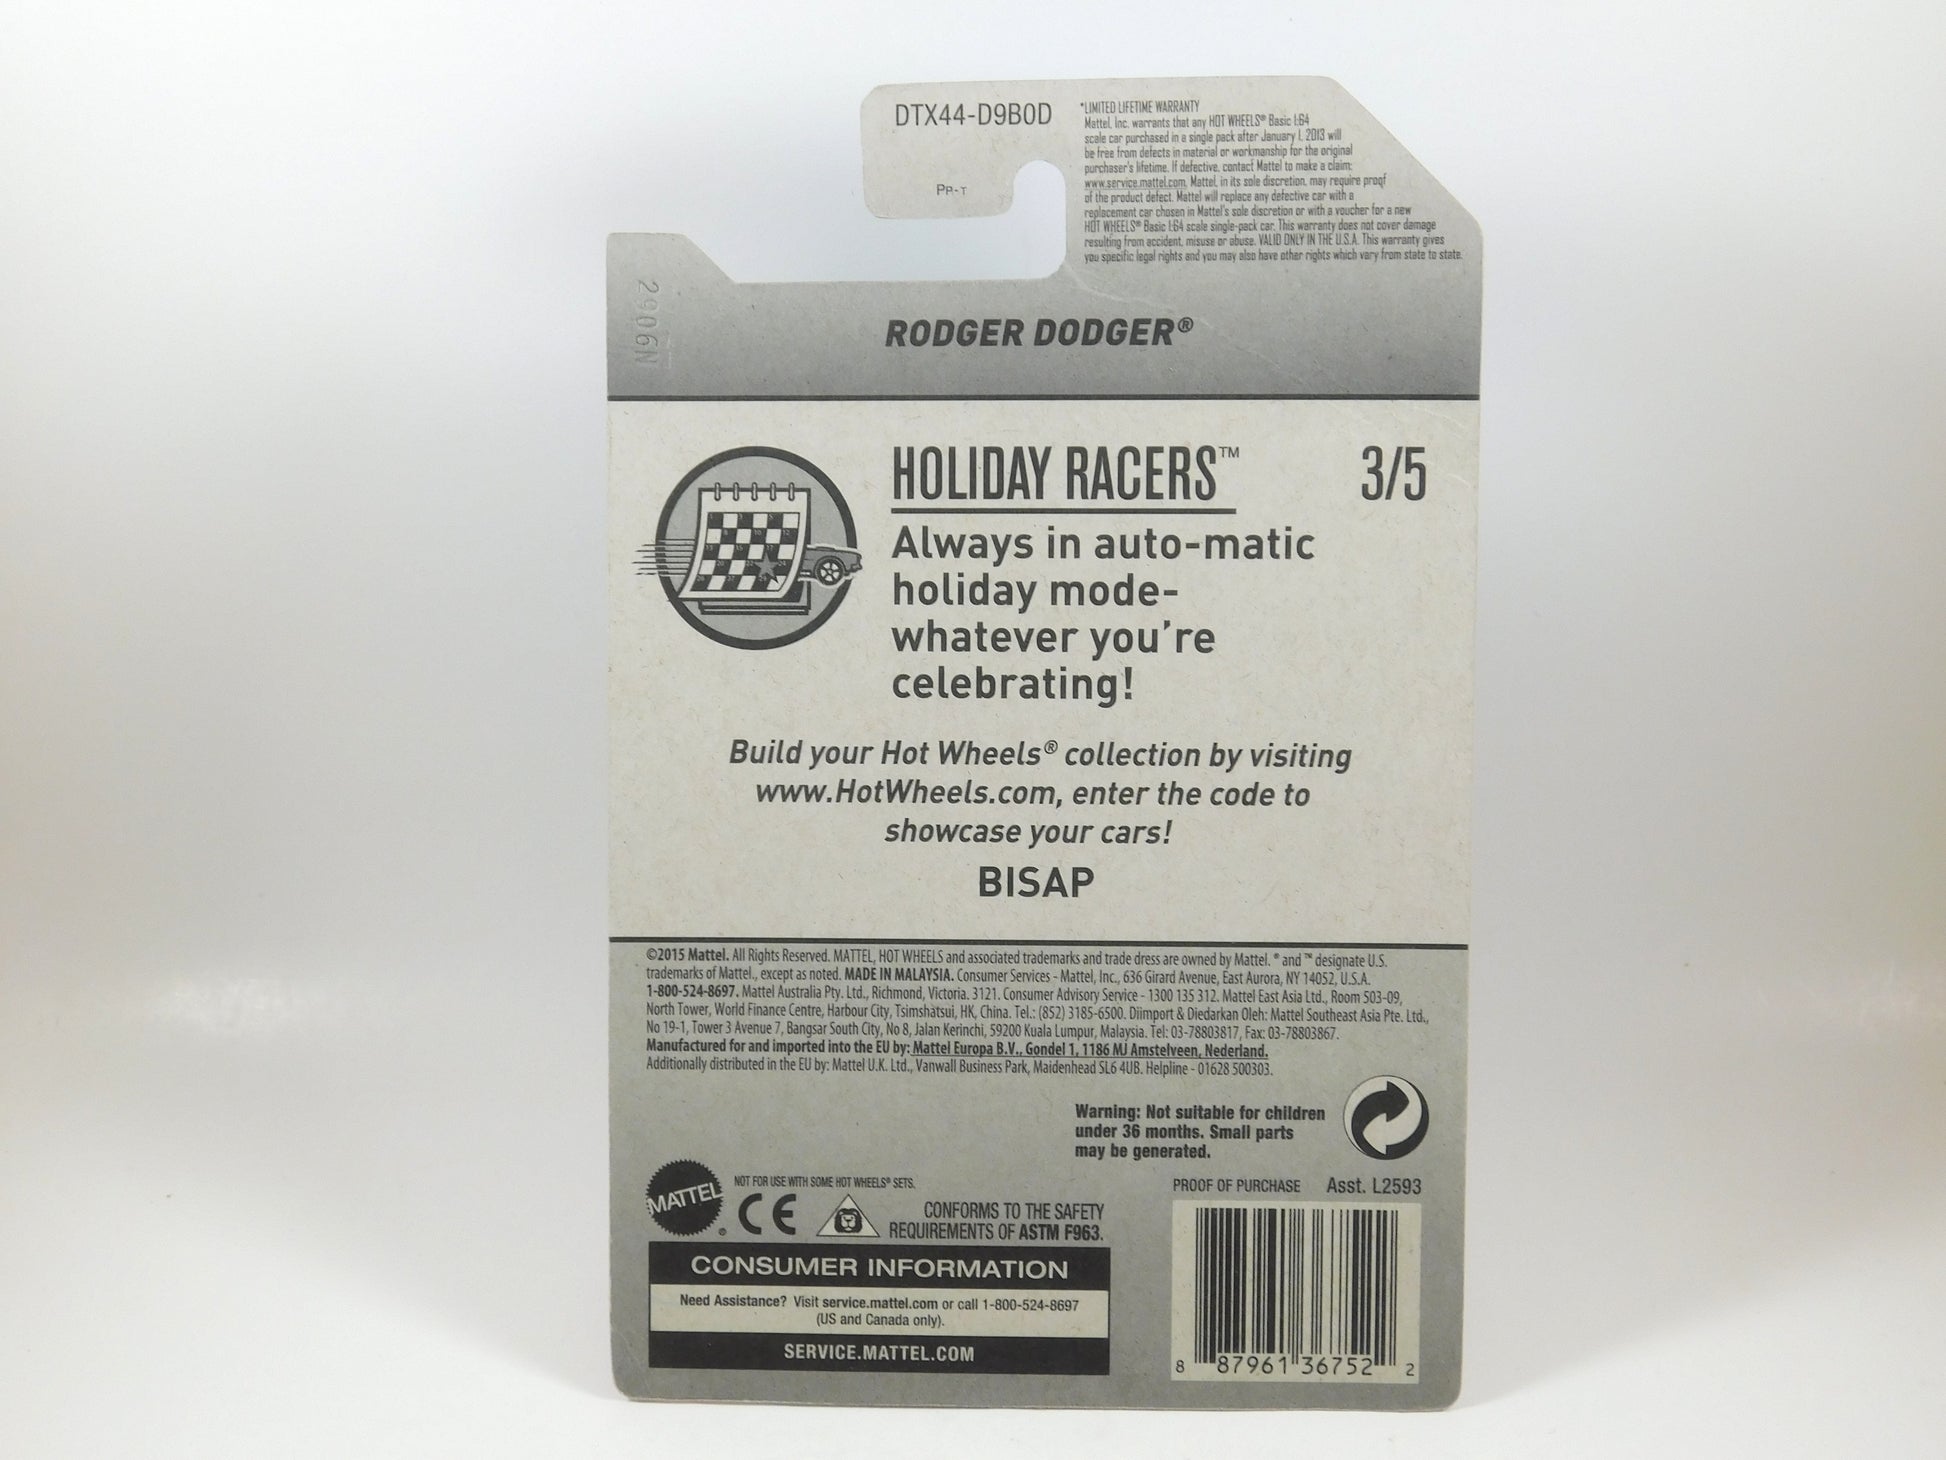 DTX44-D9B0D
PP-T
*LIMITED LIFETIME WARRANTY
Mattel, Inc. warrants that any HOT WHEELS® Basic 1:64
scale car purchased in a single pack after January 1, 2013 will
be free from defects in material or workmanship for the original
purchaser's lifetime. If defective, contact Mattel to make a claim:
www.service.mattel.com. Mattel, in its sole discretion, may require proof
of the product defect. Mattel will replace any defective car with a
replacement car chosen in Mattel's sole discretion or with a voucher for a new
HOT WHEELS® Basic 1:64 scale single-pack car. This warranty does not cover damage
resulting from accident, misuse or abuse. VALID ONLY IN THE U.S.A. This warranty gives
you specific legal rights and you may also have other rights which vary from state to state.
2906N
RODGER DODGER®
HOLIDAY RACERS™ 3/5
Always in auto-matic
holiday mode-
whatever you're
celebrating!
Build your Hot Wheels® collection by visiting
www.HotWheels.com, enter the code to
showcase your cars!
BISAP
©2015 Mattel. All Rights Reserved. MATTEL, HOT WHEELS and associated trademarks and trade dress are owned by Mattel. ® and ™ designate U.S.
trademarks of Mattel., except as noted. MADE IN MALAYSIA. Consumer Services - Mattel, Inc., 636 Girard Avenue, East Aurora, NY 14052, U.S.A.
1-800-524-8697. Mattel Australia Pty. Ltd., Richmond, Victoria. 3121. Consumer Advisory Service - 1300 135 312. Mattel East Asia Ltd., Room 503-09,
North Tower, World Finance Centre, Harbour City, Tsimshatsui, HK, China. Tel.: (852) 3185-6500. Diimport & Diedarkan Oleh: Mattel Southeast Asia Pte. Ltd.,
No 19-1, Tower 3 Avenue 7, Bangsar South City, No 8, Jalan Kerinchi, 59200 Kuala Lumpur, Malaysia. Tel: 03-78803817, Fax: 03-78803867.
Manufactured for and imported into the EU by: Mattel Europa B.V., Gondel 1, 1186 MJ Amstelveen, Nederland.
Additionally distributed in the EU by: Mattel U.K. Ltd., Vanwall Business Park, Maidenhead SL6 4UB. Helpline - 01628 500303.
Warning: Not suitable for children
under 36 months. Small parts
may be generated.
MATTEL®
NOT FOR USE WITH SOME HOT WHEELS® SETS.
CE
CONFORMS TO THE SAFETY
REQUIREMENTS OF ASTM F963.
PROOF OF PURCHASE Asst. L2593
CONSUMER INFORMATION
Need Assistance? Visit service.mattel.com or call 1-800-524-8697
(US and Canada only).
SERVICE.MATTEL.COM
8 87961 36752 2